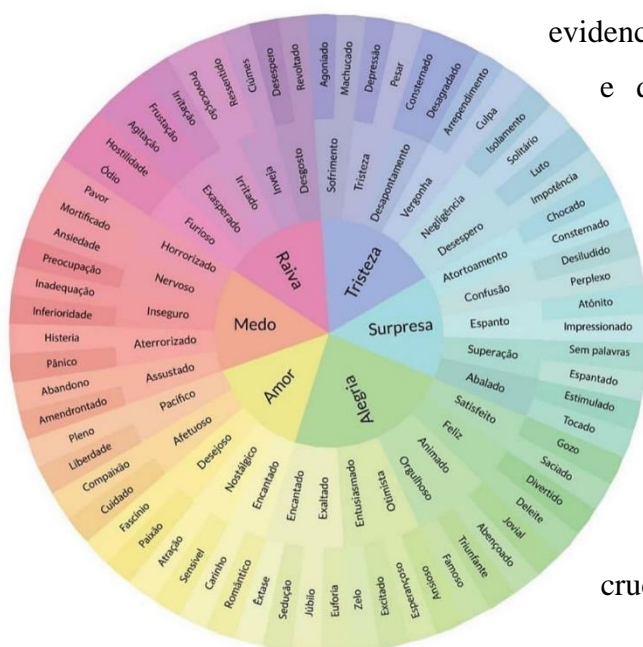 evidenc
e
cruc
Raiva
Tristeza
Surpresa
Alegria
Amor
Medo
Furioso
Exasperado
Irritado
Inveja
Desgosto
Sofrimento
Tristeza
Desapontamento
Vergonha
Negligência
Desespero
Atortoamento
Confusão
Espanto
Superação
Abalado
Satisfeito
Feliz
Animado
Orgulhoso
Otimista
Entusiasmado
Exaltado
Encantado
Encantado
Nostálgico
Desejoso
Afetuoso
Pacífico
Assustado
Aterrorizado
Inseguro
Nervoso
Horrorizado
Ódio
Hostilidade
Agitação
Frustação
Irritação
Provocação
Ressentido
Ciúmes
Desespero
Revoltado
Agoniado
Machucado
Depressão
Pesar
Consternado
Desagradado
Arrependimento
Culpa
Isolamento
Solitário
Luto
Impotência
Chocado
Consternado
Desiludido
Perplexo
Atônito
Impressionado
Sem palavras
Espantado
Estimulado
Tocado
Gozo
Saciado
Divertido
Deleite
Jovial
Abençoado
Triunfante
Famoso
Ansioso
Esperançoso
Excitado
Zelo
Euforia
Júbilo
Sedução
Êxtase
Romântico
Carinho
Sensível
Atração
Paixão
Fascínio
Cuidado
Compaixão
Liberdade
Pleno
Amendrontado
Abandono
Pânico
Histeria
Inferioridade
Inadequação
Preocupação
Ansiedade
Mortificado
Pavor